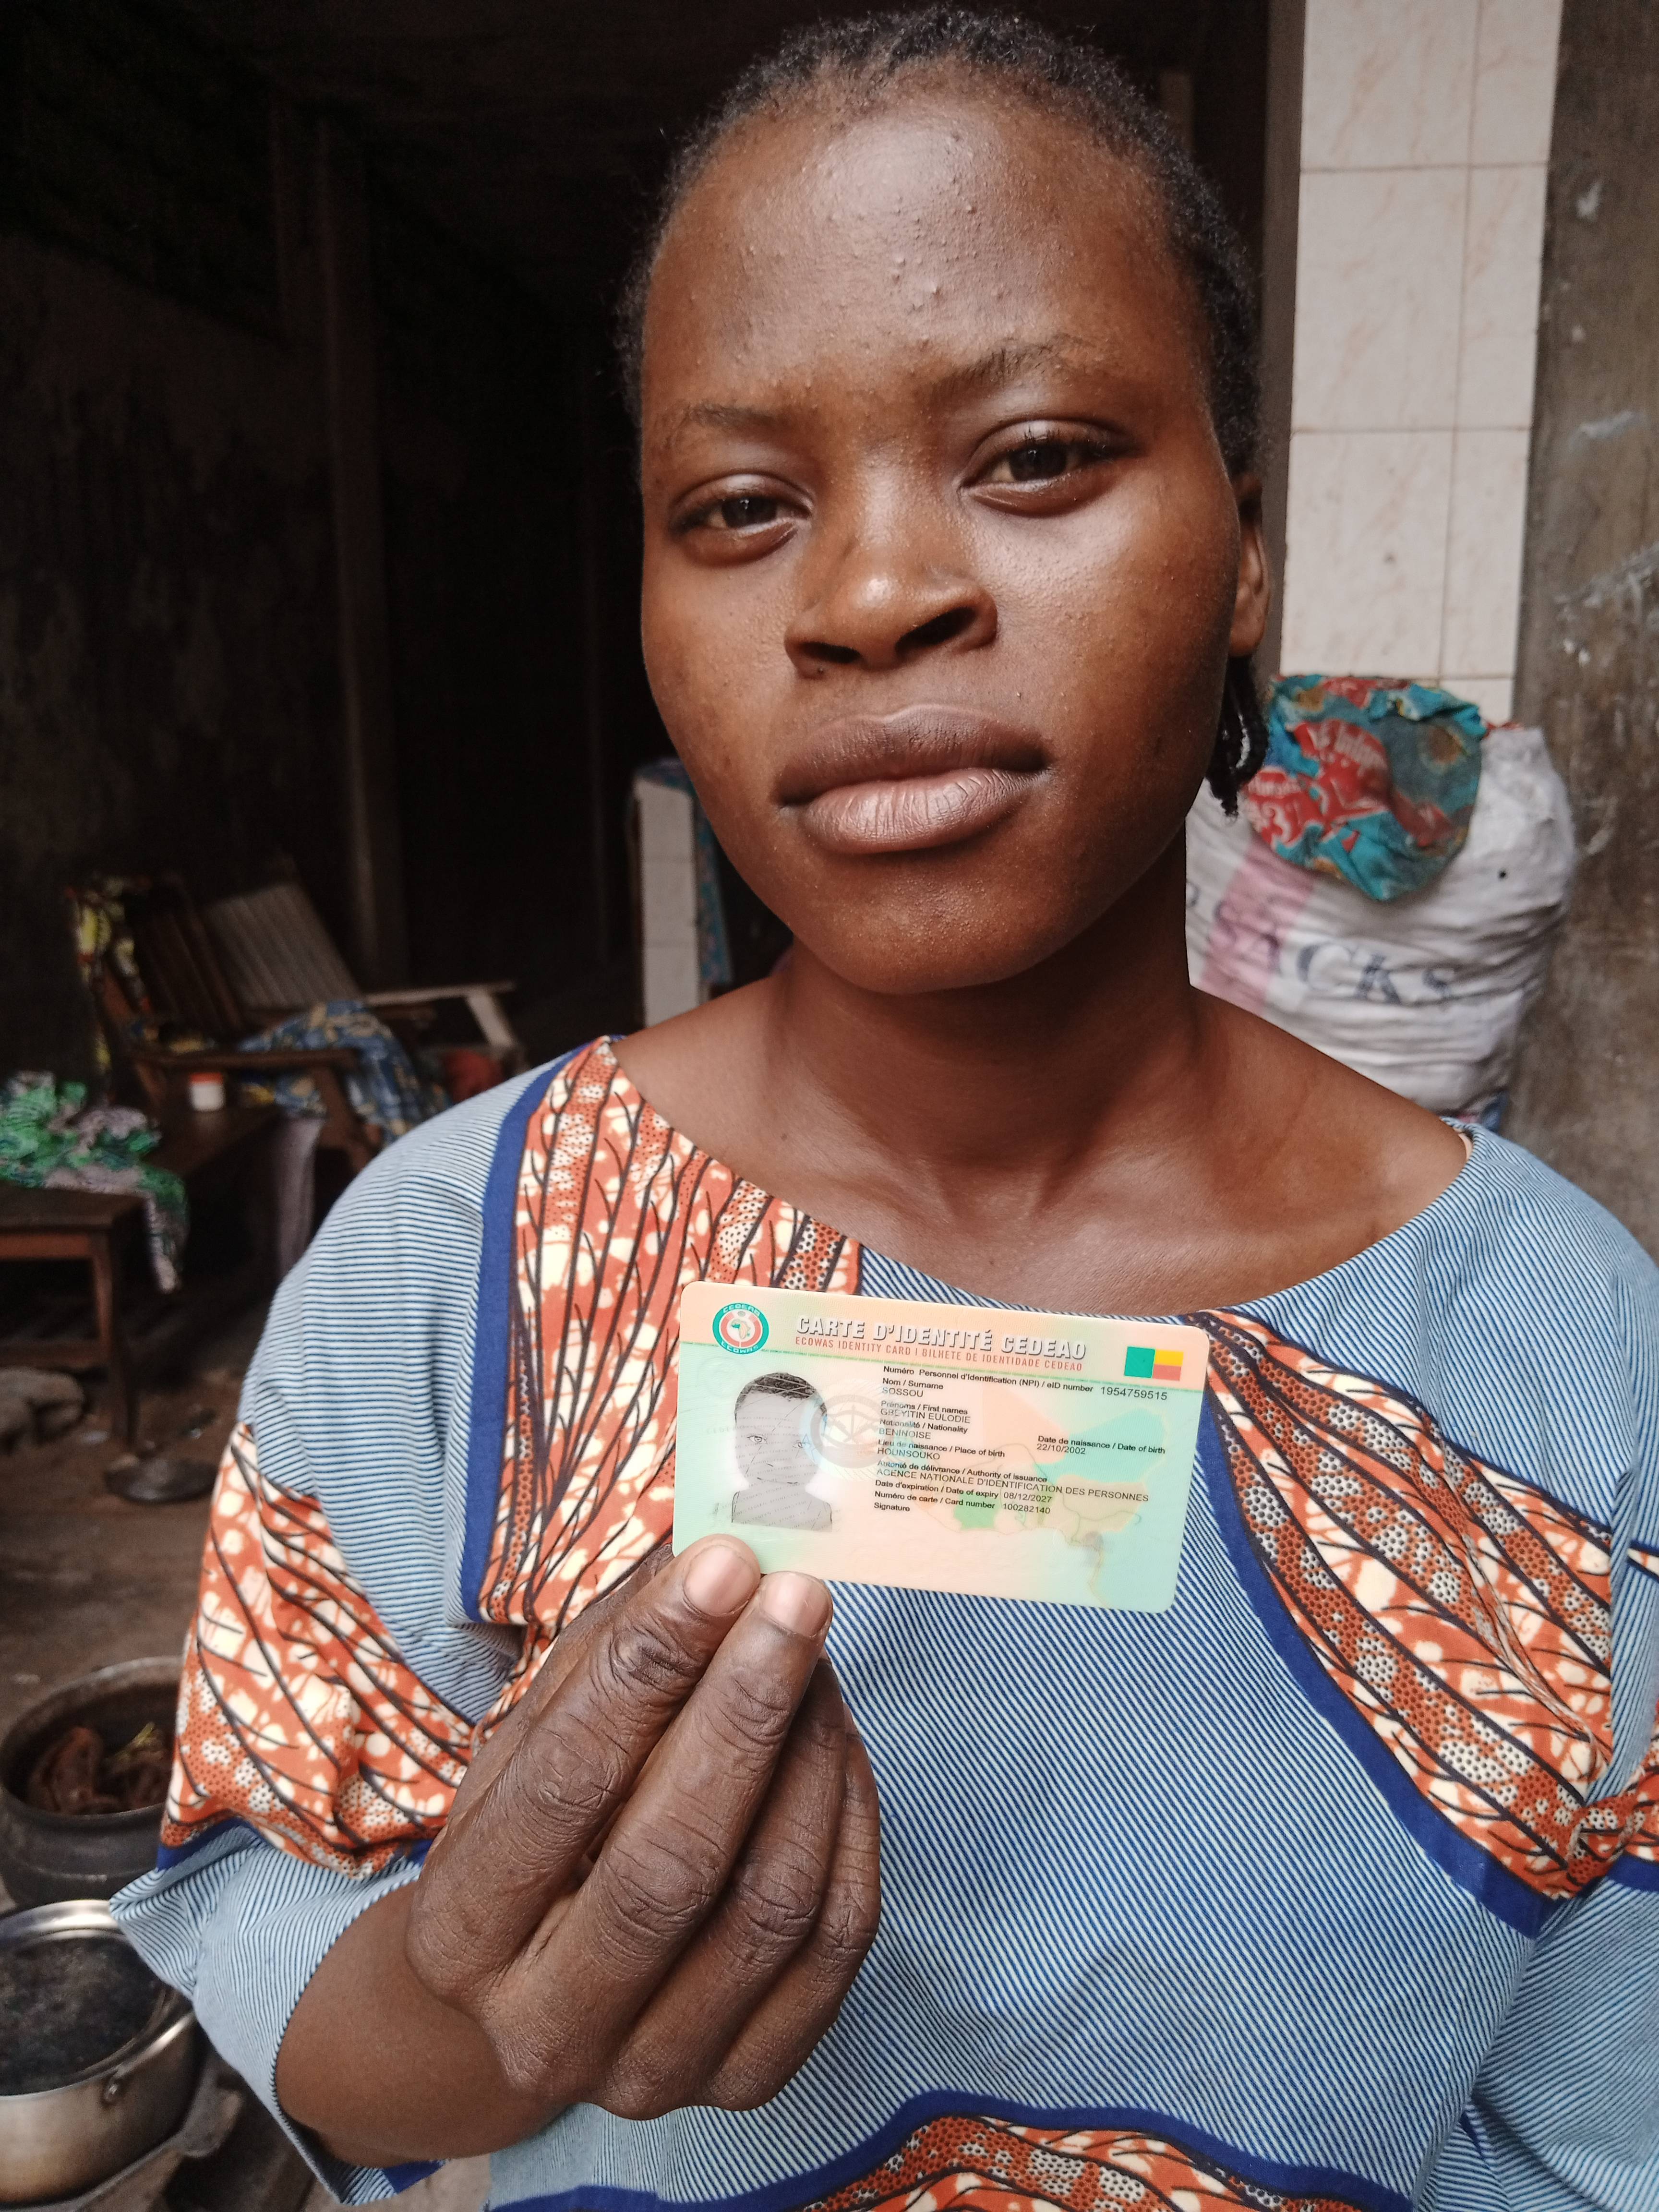 CEDEAO
ECOWAS
CARTE D'IDENTITÉ CEDEAO
ECOWAS IDENTITY CARD | BILHETE DE IDENTIDADE CEDEAO
Numéro Personnel d'Identification (NPI) / eID number 1954759515
Nom / Surname
SOSSOU
Prénoms / First names
GBEYITIN EULODIE
Nationalité / Nationality
BENINOISE
Date de naissance / Date of birth
22/10/2002
Lieu de naissance / Place of birth
HOUNSOUKO
Autorité de délivrance / Authority of issuance
AGENCE NATIONALE D'IDENTIFICATION DES PERSONNES
Date d'expiration / Date of expiry 08/12/2027
Numéro de carte / Card number 100282140
Signature
SACKS